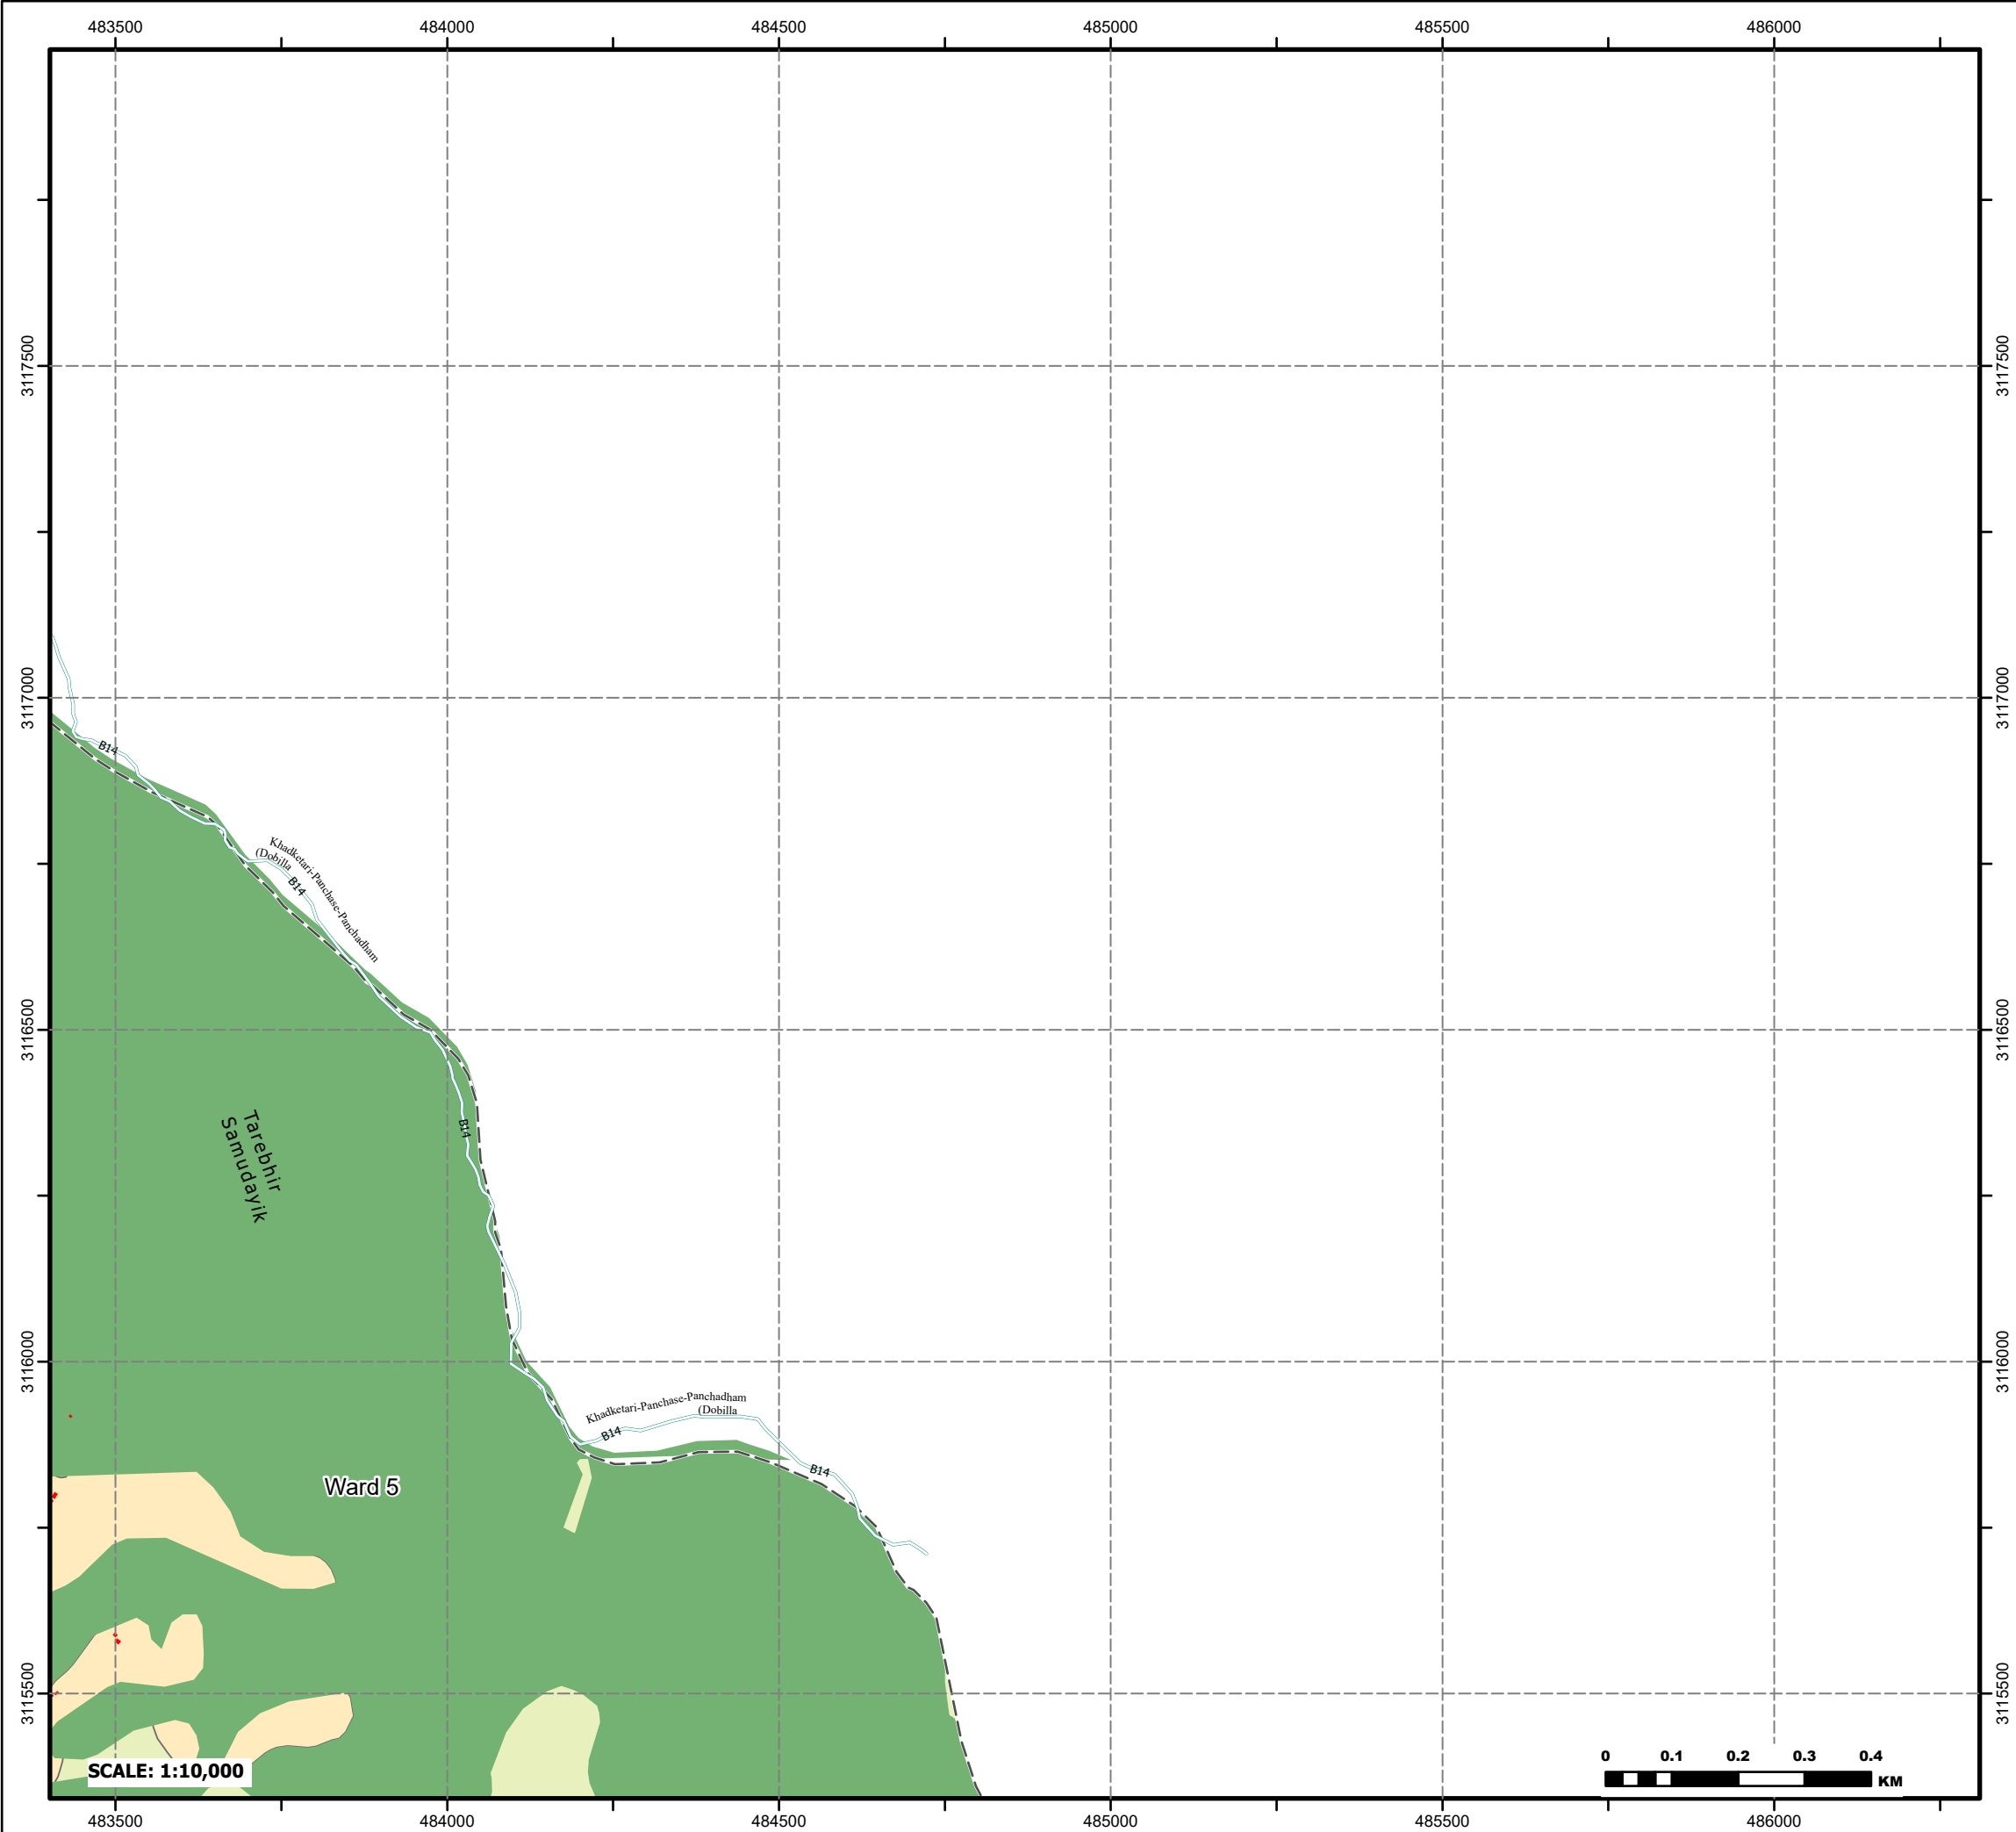 483500 484000 484500 485000 485500 486000
3117500 3117500
3117000 3117000
B14
Khadketari-Panchase-Panchadham
(Dobilla
B14
3116500 3116500
Tarebhir
Samudayik
B14
3116000 3116000
Khadketari-Panchase-Panchadham
(Dobilla
B14
B14
Ward 5
3115500 3115500
SCALE: 1:10,000
0 0.1 0.2 0.3 0.4
KM
483500 484000 484500 485000 485500 486000